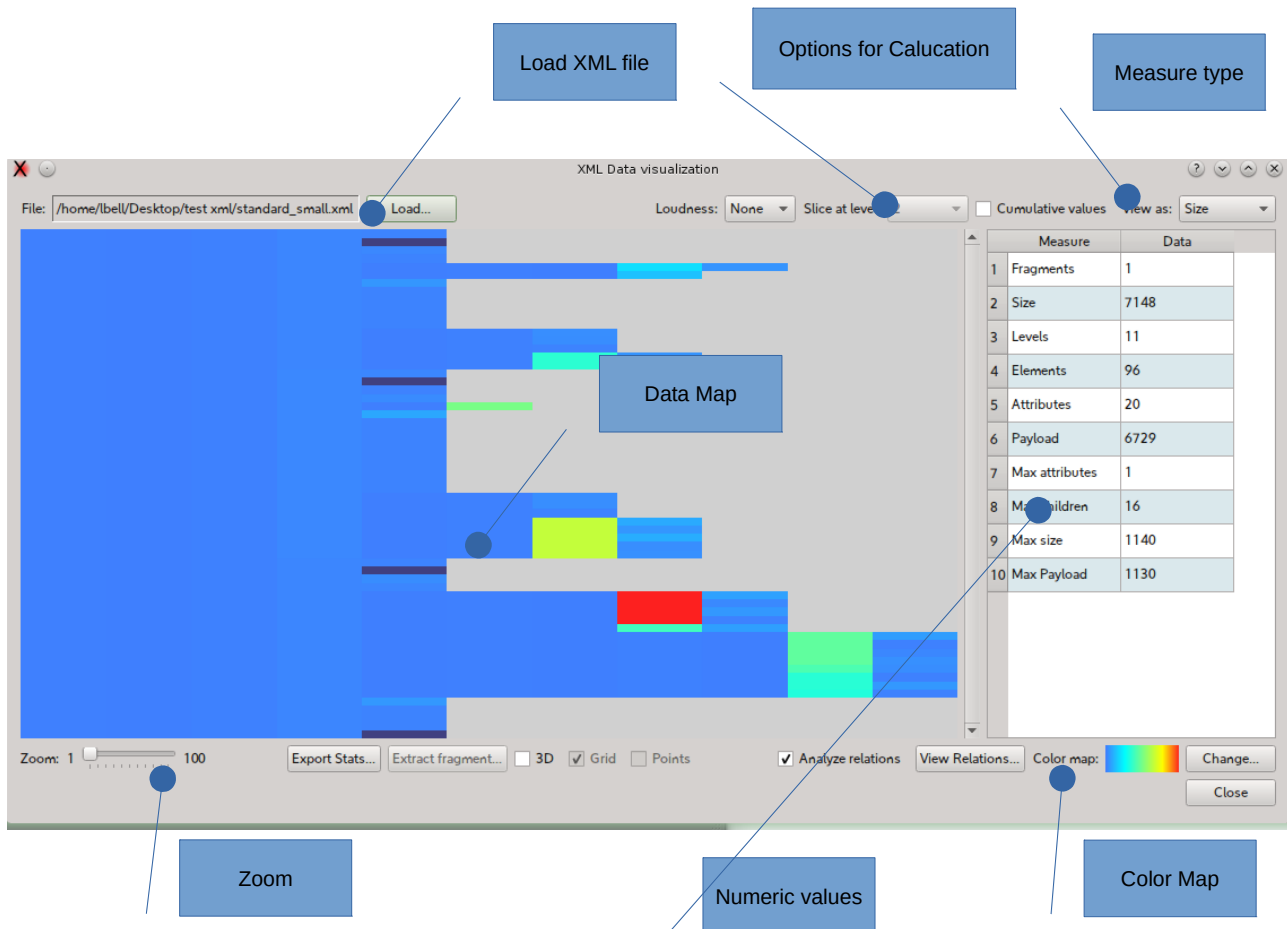 Load XML file
Options for Calucation
Measure type
XML Data visualization
File: /home/lbell/Desktop/test xml/standard_small.xml Load... Loudness: None Slice at level 2 Cumulative values View as: Size
Measure Data
1 Fragments 1
2 Size 7148
3 Levels 11
4 Elements 96
5 Attributes 20
6 Payload 6729
7 Max attributes 1
8 Max children 16
9 Max size 1140
10 Max Payload 1130
Data Map
Zoom: 1 100 Export Stats... Extract fragment... 3D Grid Points Analyze relations View Relations... Color map: Change...
Close
Zoom
Numeric values
Color Map